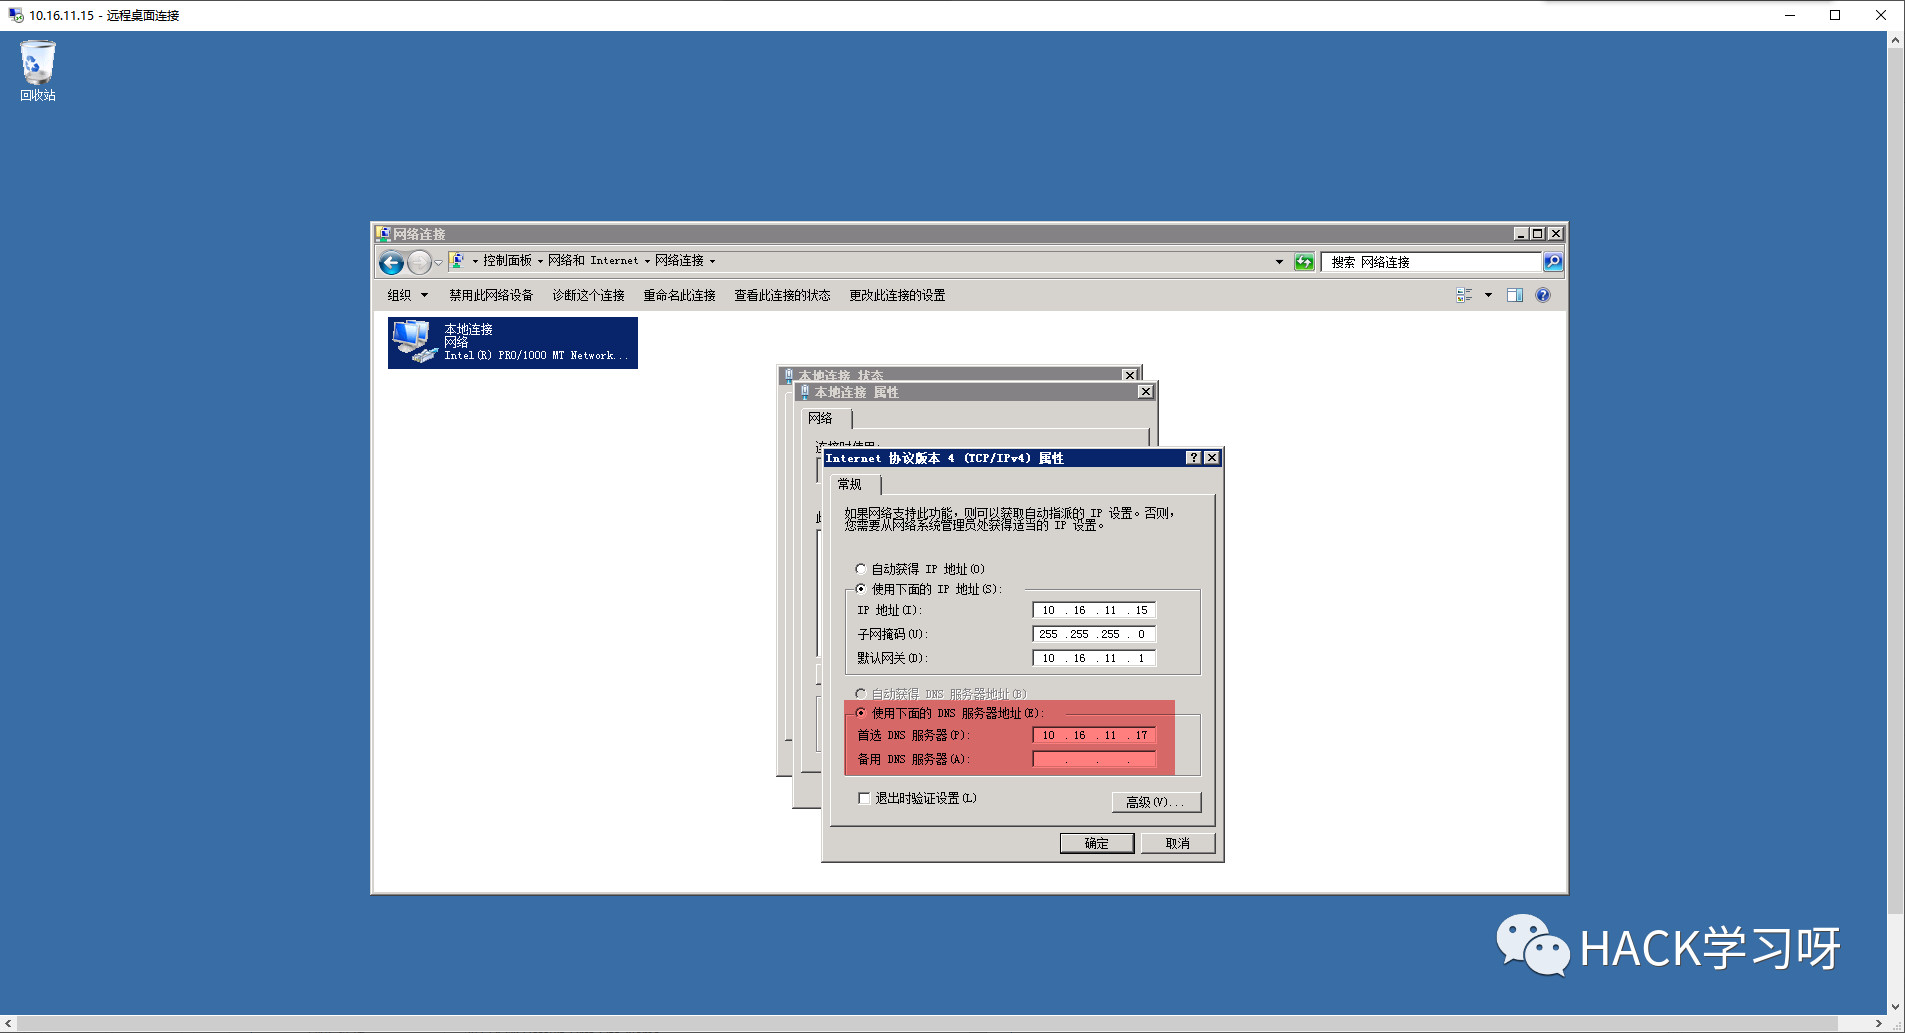 10.16.11.15 - 远程桌面连接
回收站
网络连接
控制面板 网络和 Internet 网络连接
搜索 网络连接
组织 禁用此网络设备 诊断这个连接 重命名此连接 查看此连接的状态 更改此连接的设置
本地连接
网络
Intel(R) PRO/1000 MT Network...
本地连接 状态
本地连接 属性
网络
连接时使用:
Internet 协议版本 4 (TCP/IPv4) 属性
常规
如果网络支持此功能，则可以获取自动指派的 IP 设置。否则，
您需要从网络系统管理员处获得适当的 IP 设置。
自动获得 IP 地址(O)
使用下面的 IP 地址(S):
IP 地址(I): 10 . 16 . 11 . 15
子网掩码(U): 255 .255 .255 . 0
默认网关(D): 10 . 16 . 11 . 1
自动获得 DNS 服务器地址(B)
使用下面的 DNS 服务器地址(E):
首选 DNS 服务器(P): 10 . 16 . 11 . 17
备用 DNS 服务器(A): . . .
退出时验证设置(L)
高级(V)...
确定 取消
HACK学习呀